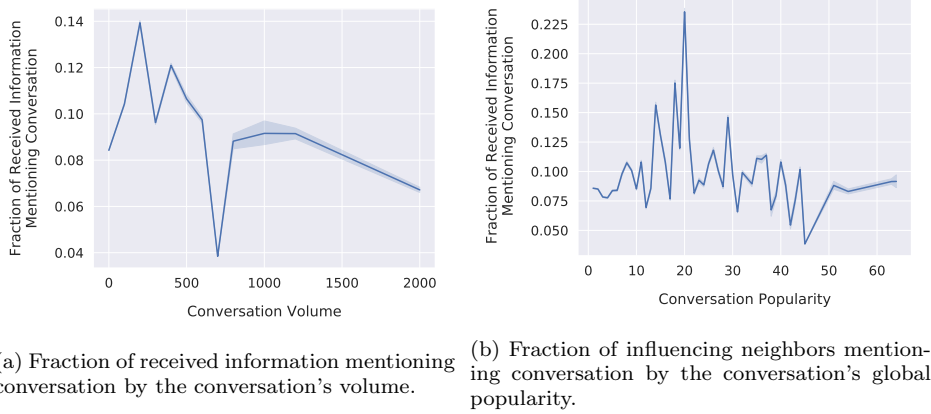 Fraction of Received Information
Mentioning Conversation
0.14
0.12
0.10
0.08
0.06
0.04
0
500
1000
1500
2000
Conversation Volume
(a) Fraction of received information mentioning
conversation by the conversation's volume.
Fraction of Received Information
Mentioning Conversation
0.225
0.200
0.175
0.150
0.125
0.100
0.075
0.050
0
10
20
30
40
50
60
Conversation Popularity
(b) Fraction of influencing neighbors mention-
ing conversation by the conversation's global
popularity.